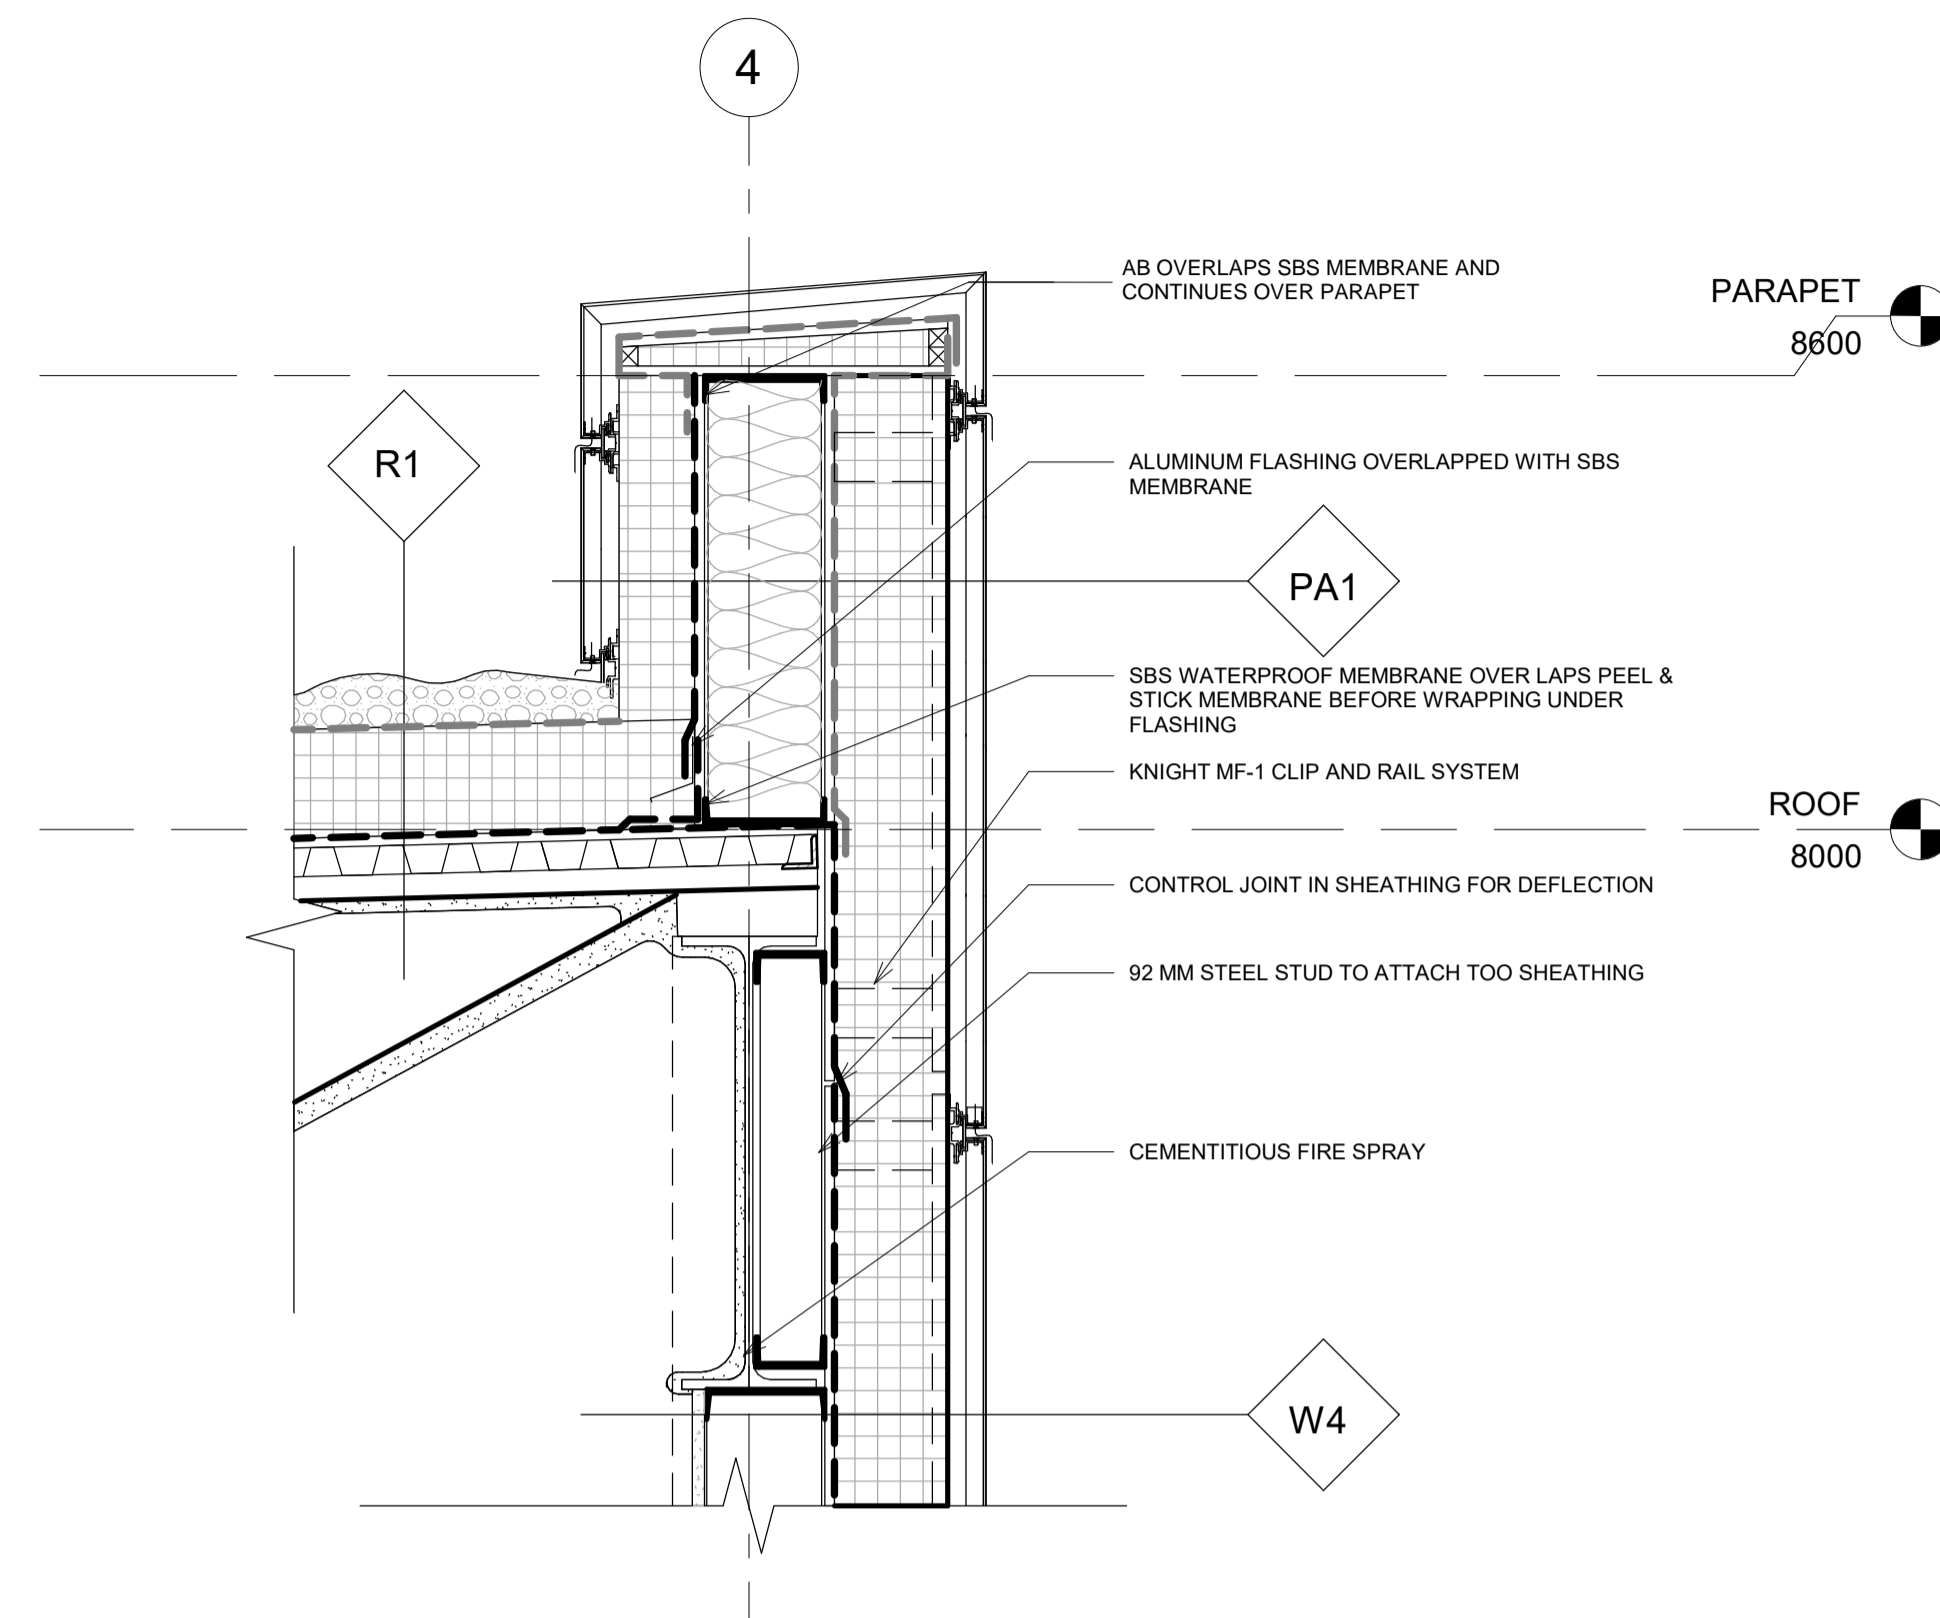 4
AB OVERLAPS SBS MEMBRANE AND
CONTINUES OVER PARAPET
PARAPET
8600
R1
ALUMINUM FLASHING OVERLAPPED WITH SBS
MEMBRANE
PA1
SBS WATERPROOF MEMBRANE OVER LAPS PEEL &
STICK MEMBRANE BEFORE WRAPPING UNDER
FLASHING
KNIGHT MF-1 CLIP AND RAIL SYSTEM
ROOF
8000
CONTROL JOINT IN SHEATHING FOR DEFLECTION
92 MM STEEL STUD TO ATTACH TOO SHEATHING
CEMENTITIOUS FIRE SPRAY
W4